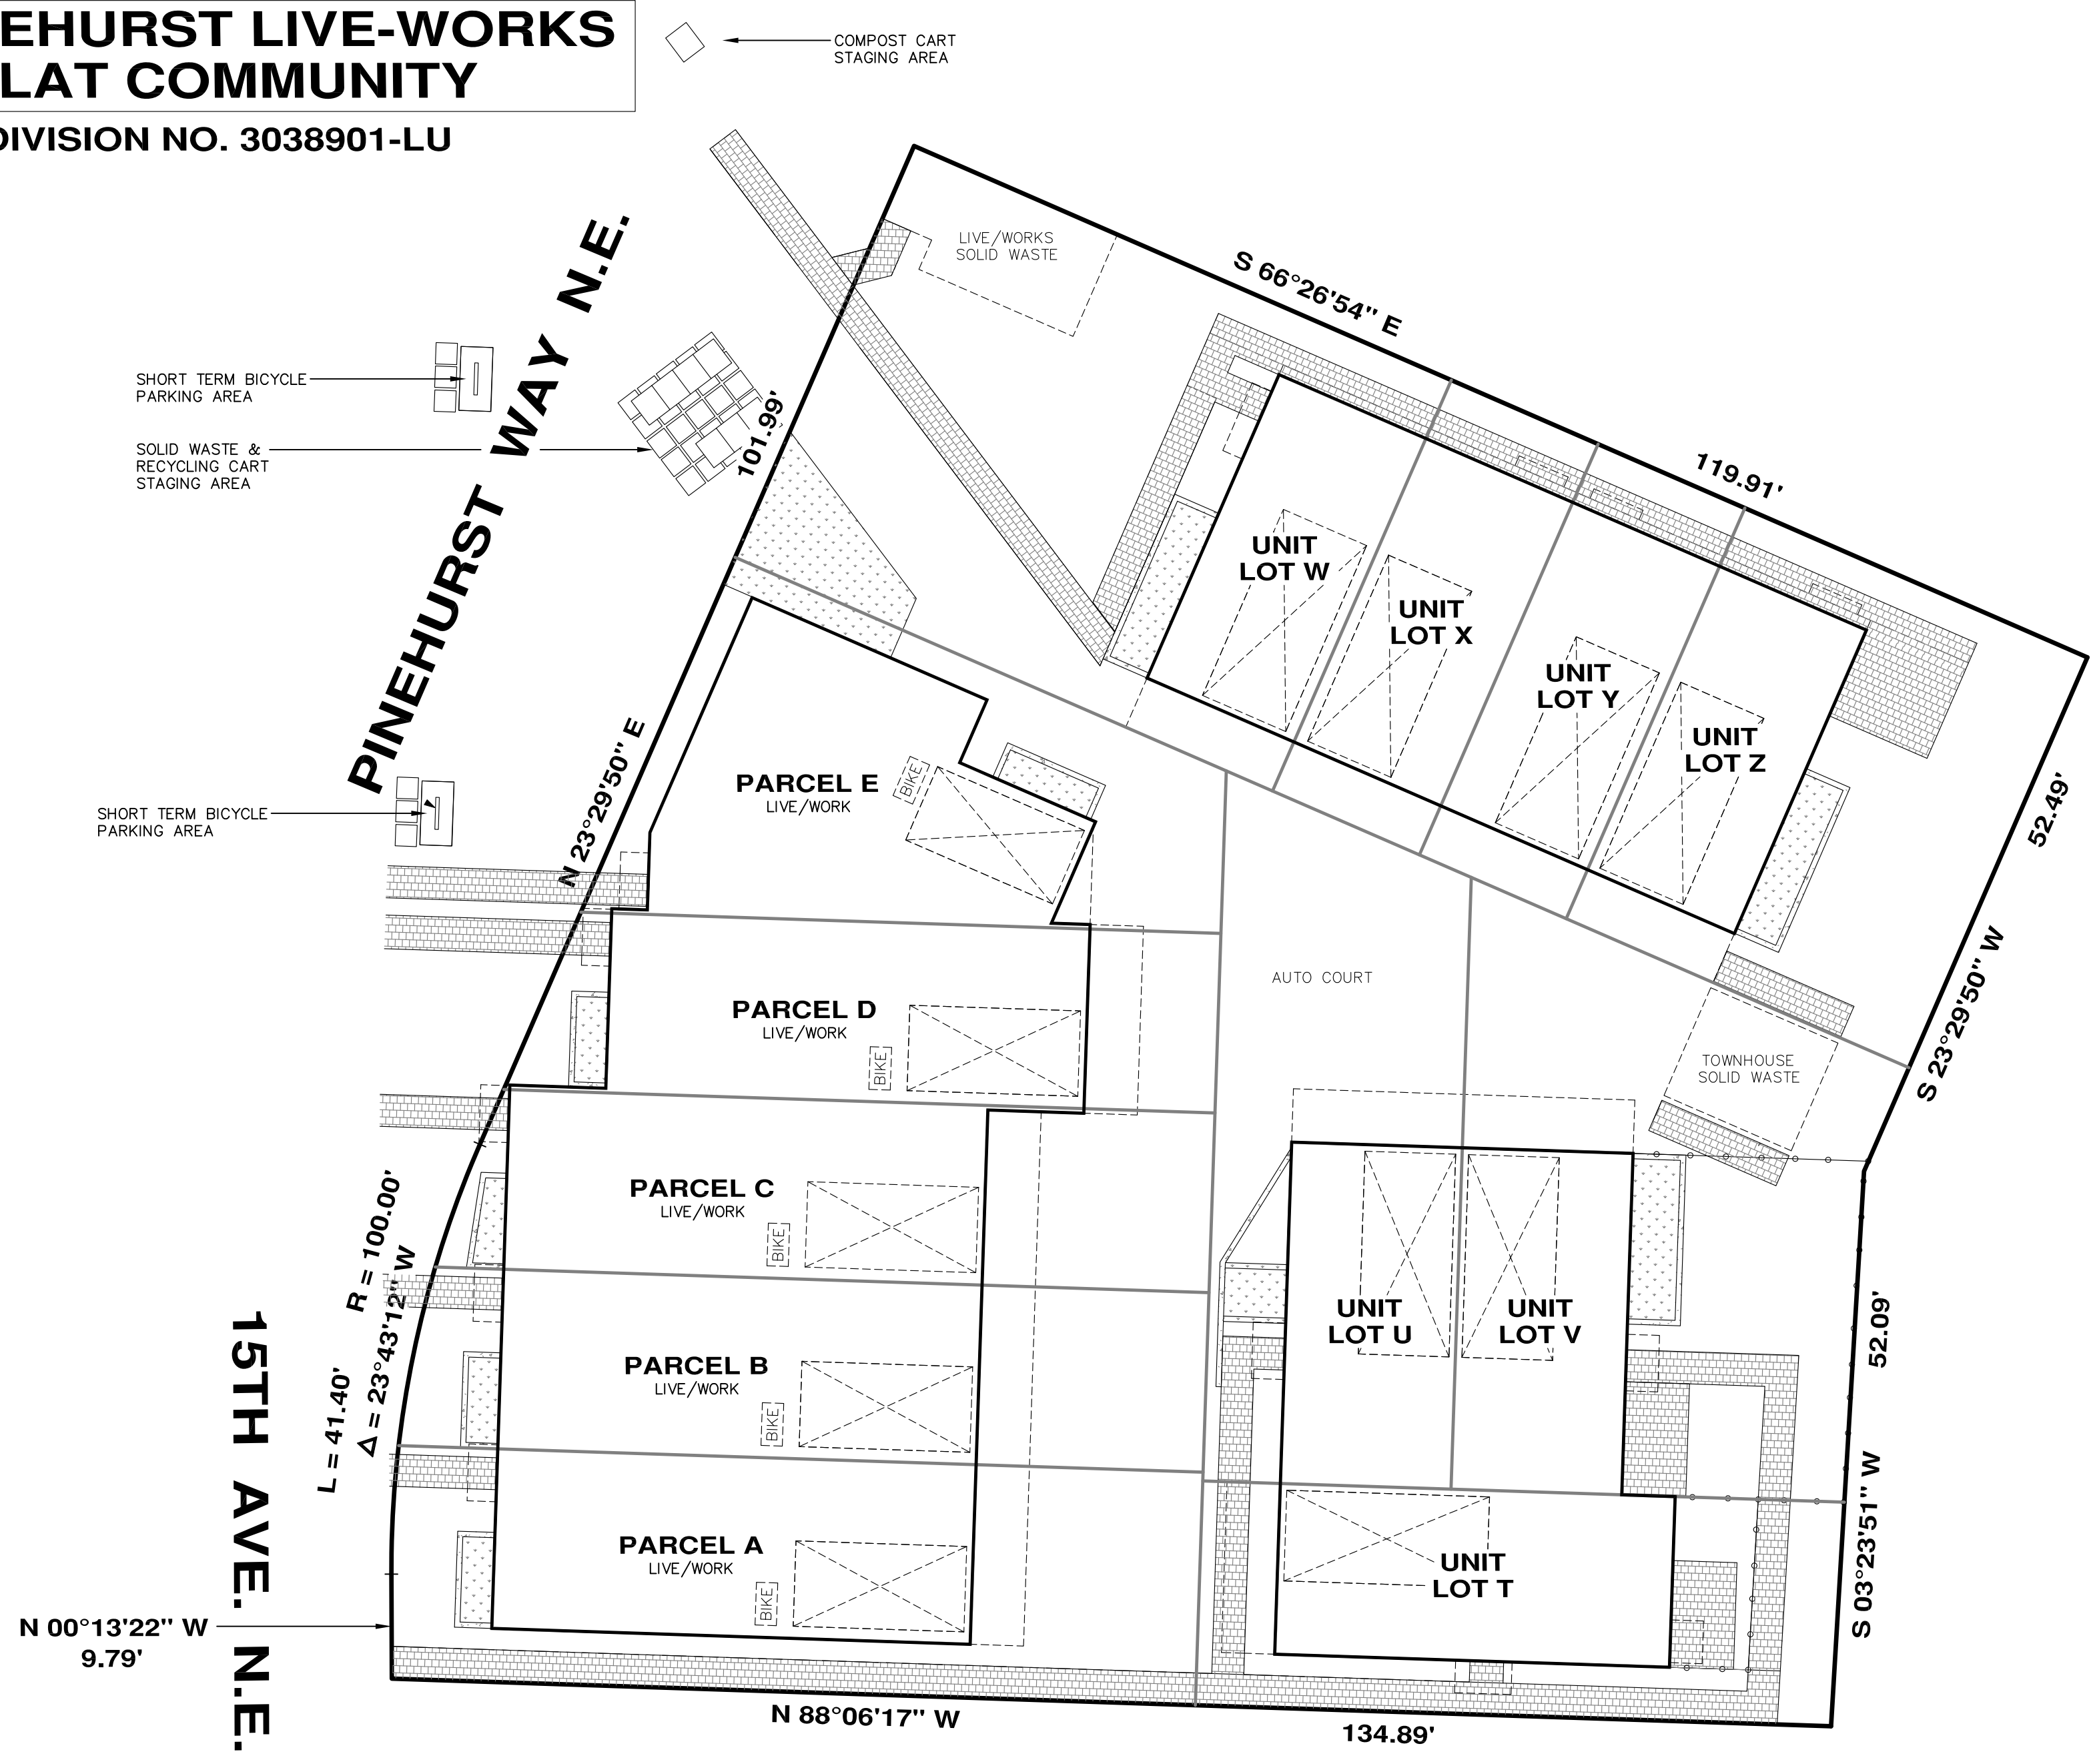 EHURST LIVE-WORKS
LAT COMMUNITY
DIVISION NO. 3038901-LU
COMPOST CART
STAGING AREA
LIVE/WORKS
SOLID WASTE
S 66°26'54" E
119.91'
PINEHURST WAY N.E.
SHORT TERM BICYCLE
PARKING AREA
SOLID WASTE &
RECYCLING CART
STAGING AREA
101.99'
N 23°29'50" E
SHORT TERM BICYCLE
PARKING AREA
UNIT
LOT W
UNIT
LOT X
UNIT
LOT Y
UNIT
LOT Z
52.49'
S 23°29'50" W
PARCEL E
LIVE/WORK
BIKE
PARCEL D
LIVE/WORK
BIKE
AUTO COURT
TOWNHOUSE
SOLID WASTE
PARCEL C
LIVE/WORK
BIKE
R = 100.00'
L = 41.40'
Δ = 23°43'12" W
PARCEL B
LIVE/WORK
BIKE
UNIT
LOT U
UNIT
LOT V
52.09'
S 03°23'51" W
PARCEL A
LIVE/WORK
BIKE
UNIT
LOT T
15TH AVE. N.E.
N 00°13'22" W
9.79'
N 88°06'17" W
134.89'